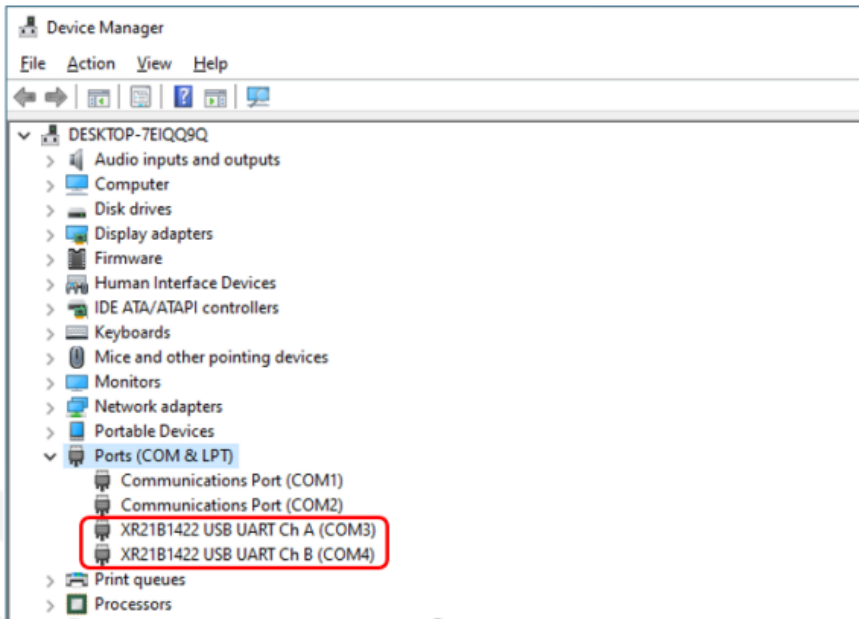 Device Manager
File Action View Help
DESKTOP-7EIQQ9Q
Audio inputs and outputs
Computer
Disk drives
Display adapters
Firmware
Human Interface Devices
IDE ATA/ATAPI controllers
Keyboards
Mice and other pointing devices
Monitors
Network adapters
Portable Devices
Ports (COM & LPT)
Communications Port (COM1)
Communications Port (COM2)
XR21B1422 USB UART Ch A (COM3)
XR21B1422 USB UART Ch B (COM4)
Print queues
Processors